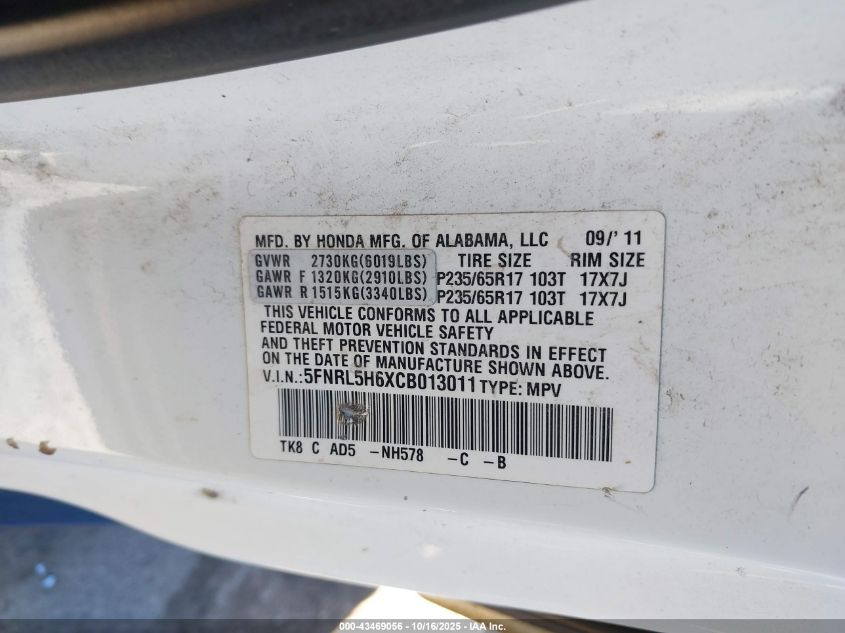 MFD. BY HONDA MFG. OF ALABAMA, LLC 09/' 11
GVWR 2730KG(6019LBS) TIRE SIZE RIM SIZE
GAWR F 1320KG(2910LBS) P235/65R17 103T 17X7J
GAWR R 1515KG(3340LBS) P235/65R17 103T 17X7J
THIS VEHICLE CONFORMS TO ALL APPLICABLE
FEDERAL MOTOR VEHICLE SAFETY
AND THEFT PREVENTION STANDARDS IN EFFECT
ON THE DATE OF MANUFACTURE SHOWN ABOVE.
V.I.N.: 5FNRL5H6XCB013011 TYPE: MPV
TK8 C AD5 -NH578 -C -B
000-43469056 - 10/16/2025 - IAA Inc.